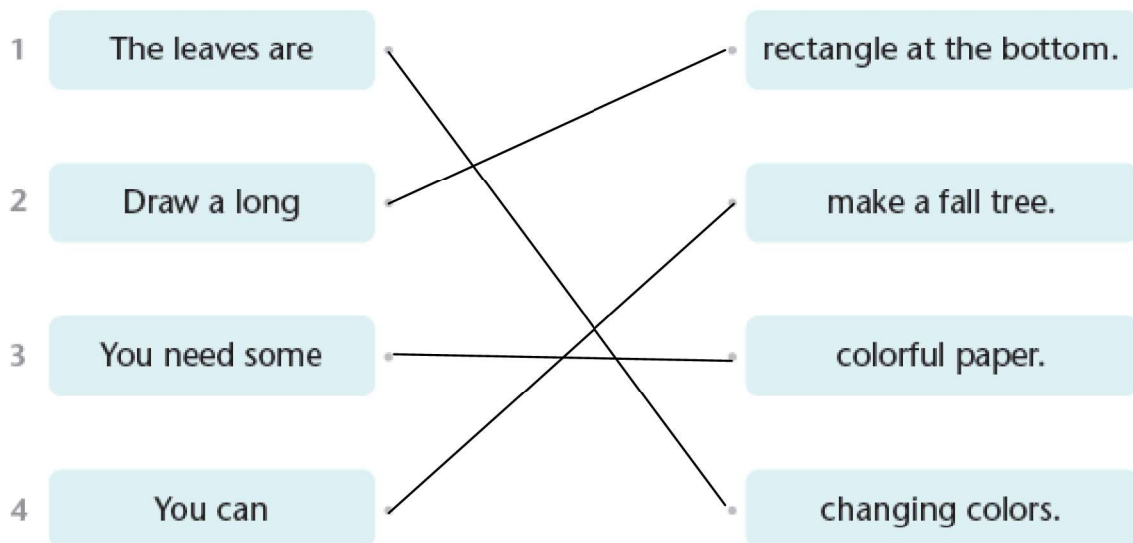 1 The leaves are rectangle at the bottom.
2 Draw a long make a fall tree.
3 You need some colorful paper.
4 You can changing colors.